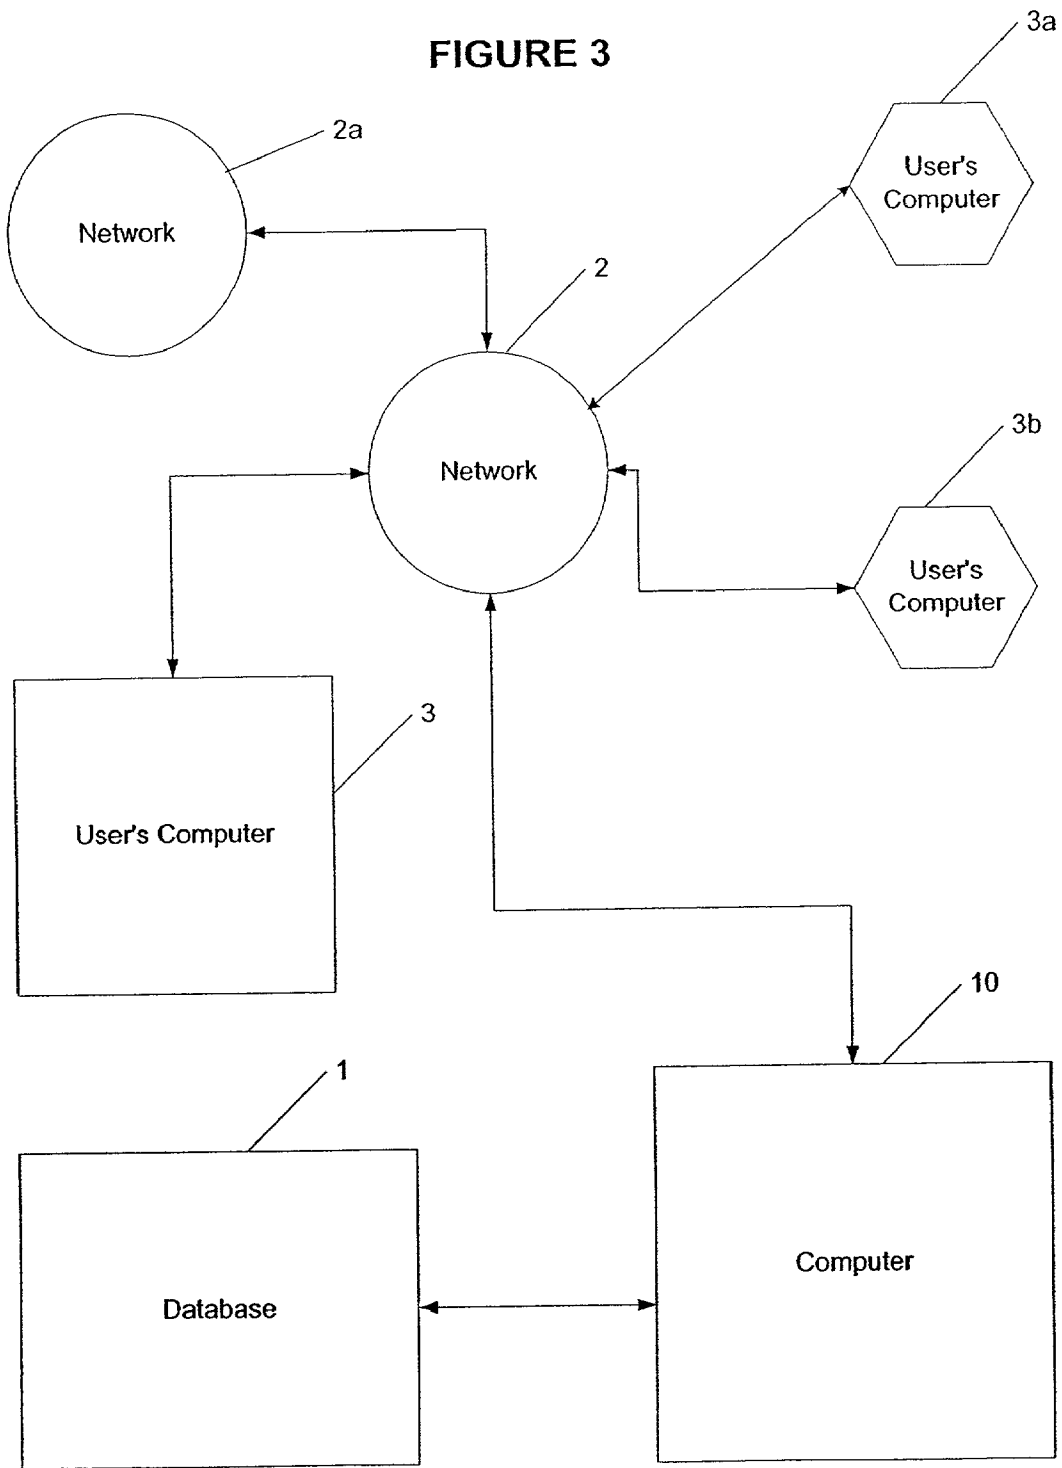 FIGURE 3
3a
2a
User's
Computer
Network
2
3b
Network
User's
Computer
3
User's Computer
10
1
Computer
Database